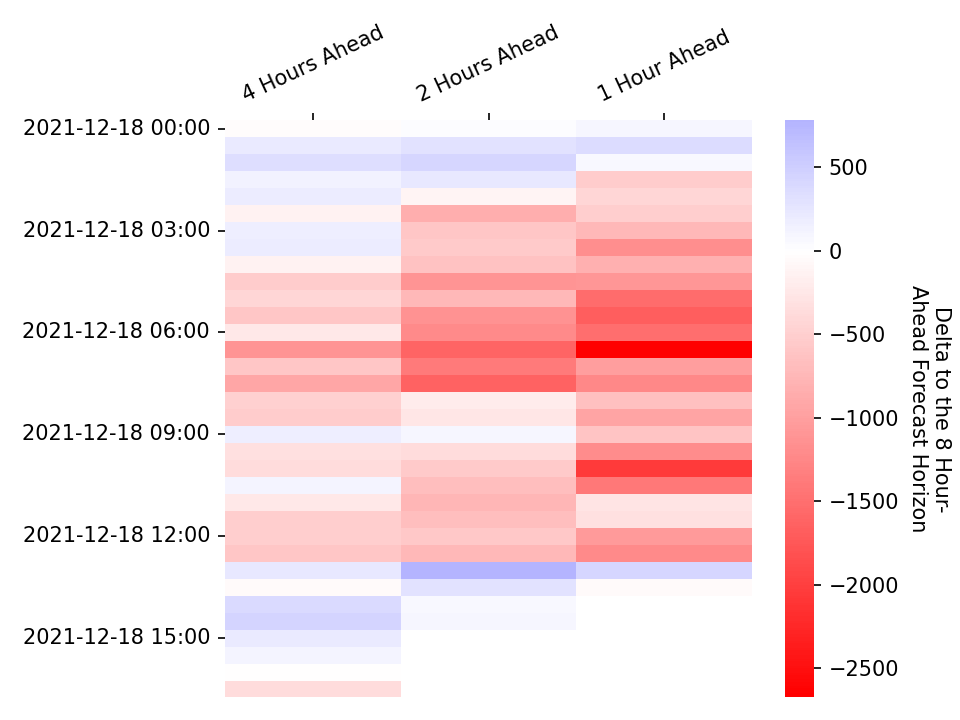 4 Hours Ahead
2 Hours Ahead
1 Hour Ahead
2021-12-18 00:00
2021-12-18 03:00
2021-12-18 06:00
2021-12-18 09:00
2021-12-18 12:00
2021-12-18 15:00
500
0
−500
−1000
−1500
−2000
−2500
Delta to the 8 Hour-
Ahead Forecast Horizon